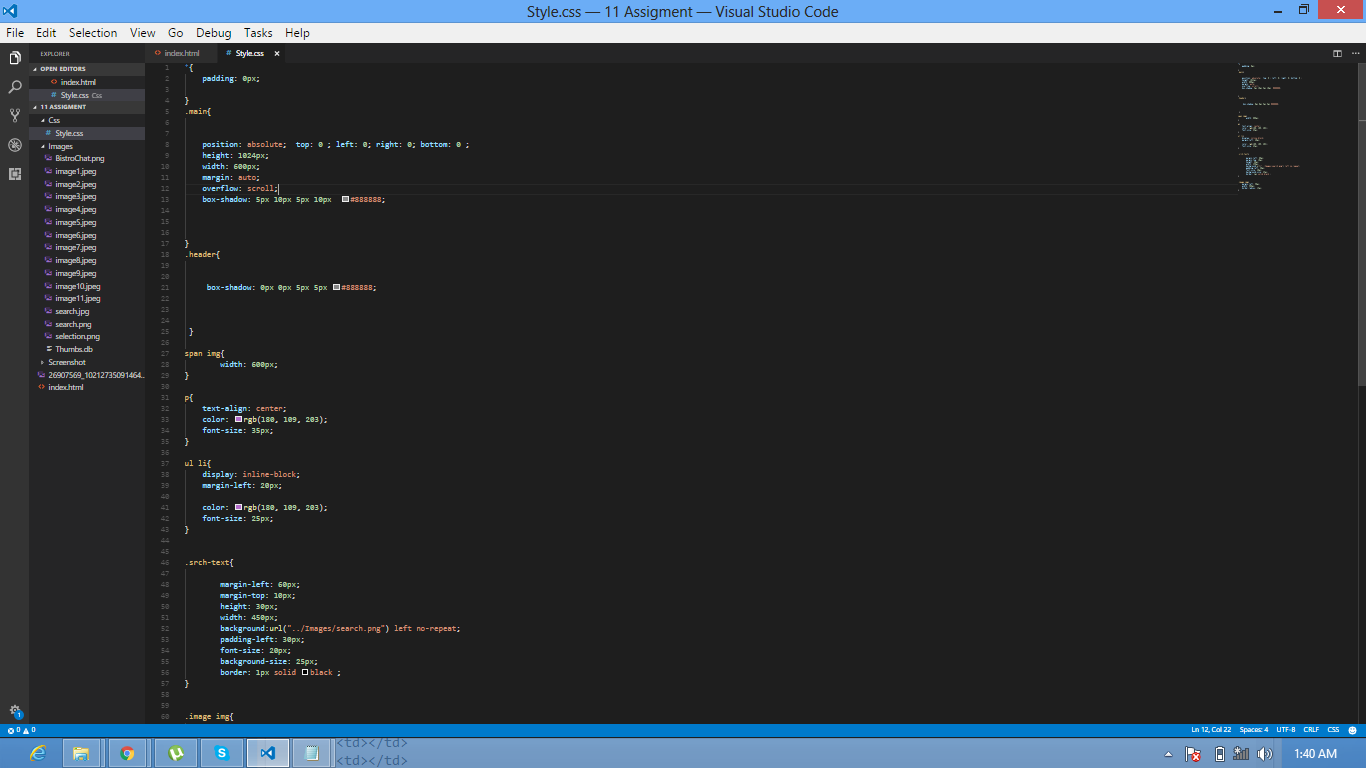 Style.css — 11 Assigment — Visual Studio Code
File Edit Selection View Go Debug Tasks Help
EXPLORER
OPEN EDITORS
index.html
Style.css Css
11 ASSIGMENT
Css
Style.css
Images
BistroChat.png
image1.jpeg
image2.jpeg
image3.jpeg
image4.jpeg
image5.jpeg
image6.jpeg
image7.jpeg
image8.jpeg
image9.jpeg
image10.jpeg
image11.jpeg
search.jpg
search.png
selection.png
Thumbs.db
Screenshot
26907569_10212735091464...
index.html
index.html
Style.css
1 *{
2 padding: 0px;
3
4 }
5 .main{
6
7
8 position: absolute; top: 0 ; left: 0; right: 0; bottom: 0 ;
9 height: 1024px;
10 width: 600px;
11 margin: auto;
12 overflow: scroll;
13 box-shadow: 5px 10px 5px 10px #888888;
14
15
16
17 }
18 .header{
19
20
21 box-shadow: 0px 0px 5px 5px #888888;
22
23
24
25 }
26
27 span img{
28 width: 600px;
29 }
30
31 p{
32 text-align: center;
33 color: rgb(180, 109, 203);
34 font-size: 35px;
35 }
36
37 ul li{
38 display: inline-block;
39 margin-left: 20px;
40
41 color: rgb(180, 109, 203);
42 font-size: 25px;
43 }
44
45
46 .srch-text{
47
48 margin-left: 60px;
49 margin-top: 10px;
50 height: 30px;
51 width: 450px;
52 background:url("../Images/search.png") left no-repeat;
53 padding-left: 30px;
54 font-size: 20px;
55 background-size: 25px;
56 border: 1px solid black ;
57 }
58
59
60 .image img{
1
0 0
Ln 12, Col 22 Spaces: 4 UTF-8 CRLF CSS
<td></td>
<td></td>
1:40 AM